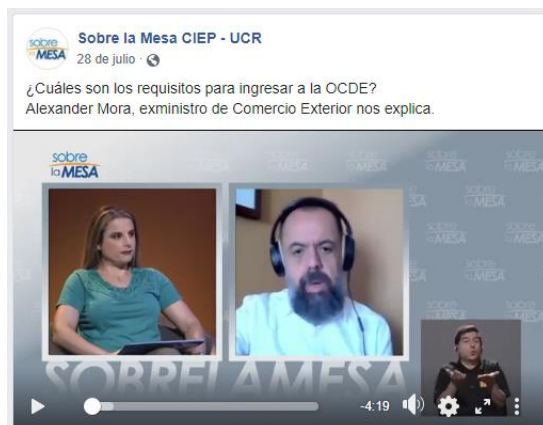 sobre
la MESA
Sobre la Mesa CIEP - UCR
28 de julio
¿Cuáles son los requisitos para ingresar a la OCDE?
Alexander Mora, exministro de Comercio Exterior nos explica.
sobre
la MESA
SOBRELAMESA
-4:19